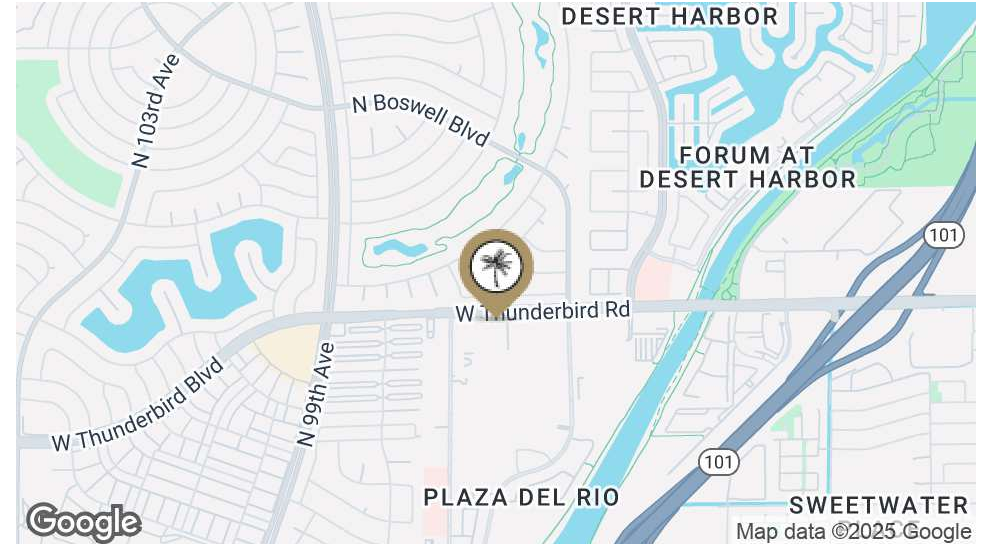 DESERT HARBOR
N 103rd Ave
N Boswell Blvd
FORUM AT
DESERT HARBOR
101
W Thunderbird Rd
W Thunderbird Blvd
N 99th Ave
101
PLAZA DEL RIO
SWEETWATER
PLACE
Google
Map data ©2025 Google